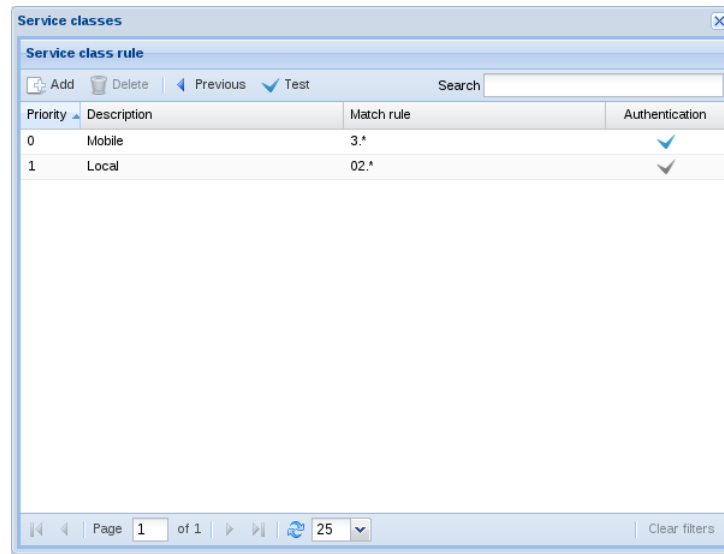 Service classes
Service class rule
Add Delete Previous Test Search
Priority Description Match rule Authentication
0 Mobile 3.*
1 Local 02.*
Page 1 of 1 25 Clear filters